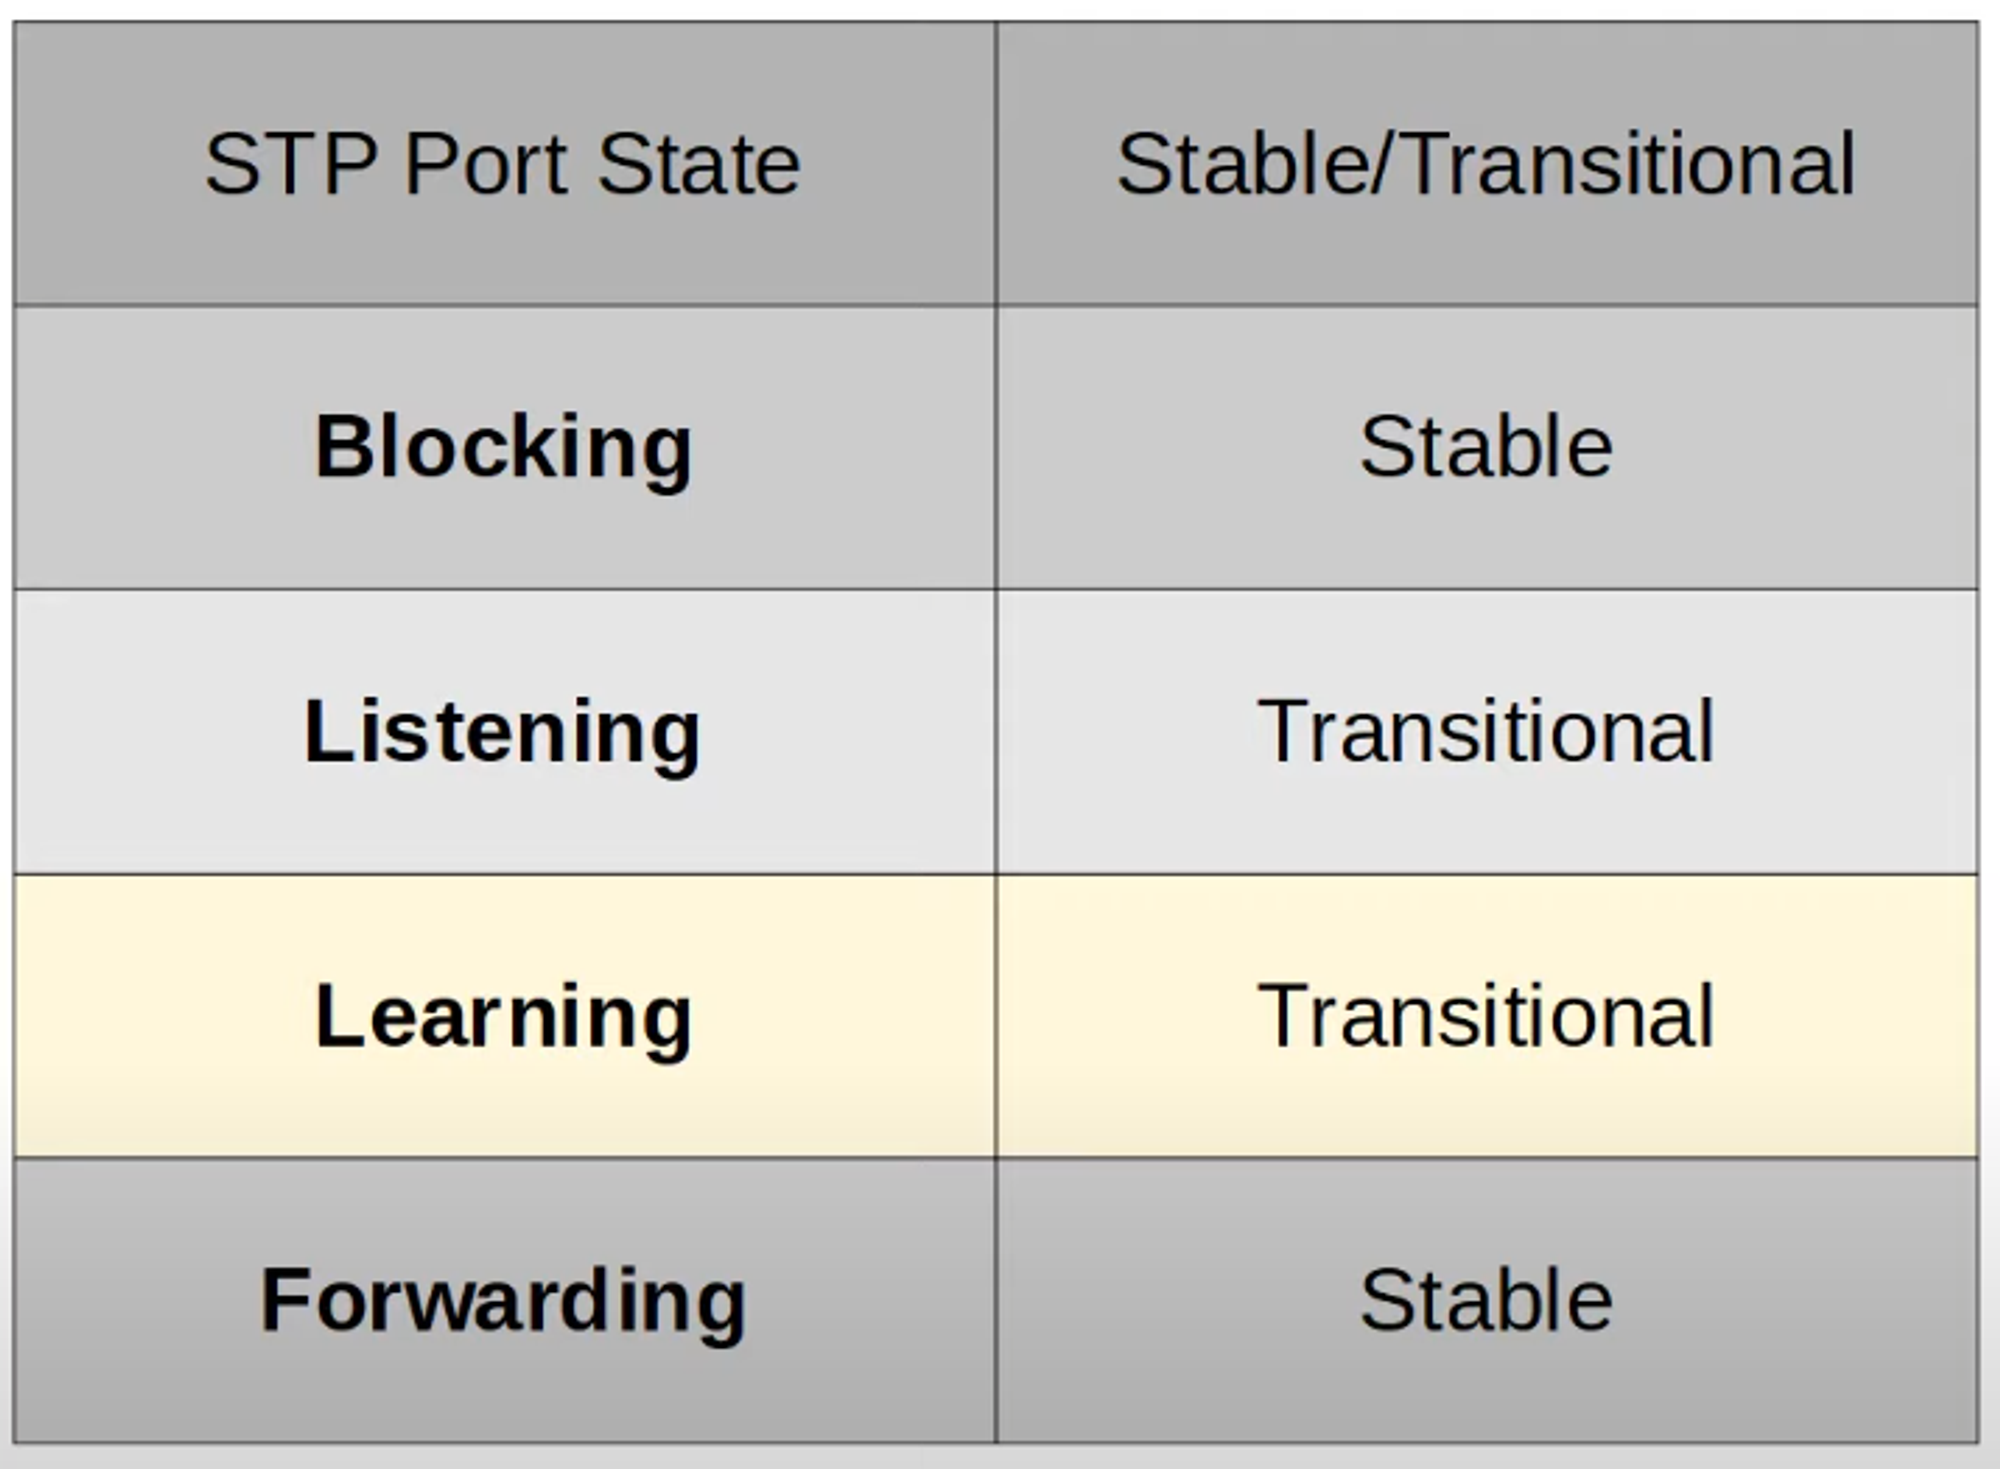 STP Port State Stable/Transitional
Blocking Stable
Listening Transitional
Learning Transitional
Forwarding Stable